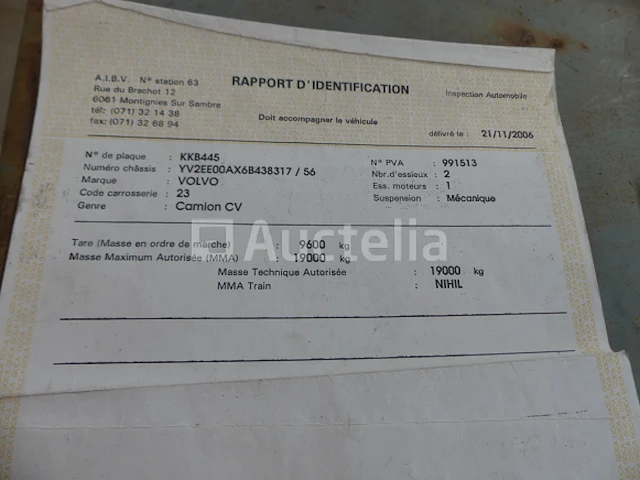 A.I.B.V. N° station 63
Rue du Brachot 12
6061 Montignies Sur Sambre
tél: (071) 32 14 38
fax: (071) 32 68 94
RAPPORT D'IDENTIFICATION
Doit accompagner le véhicule
Inspection Automobile
délivré le : 21/11/2006
N° de plaque : KKB445
Numéro châssis : YV2EE00AX6B438317 / 56
Marque : VOLVO
Code carrosserie : 23
Genre : Camion CV
N° PVA : 991513
Nbr.d'essieux : 2
Ess. moteurs : 1
Suspension : Mécanique
Tare (Masse en ordre de marche) : 9600 kg
Masse Maximum Autorisée (MMA) : 19000 kg
Masse Technique Autorisée : 19000 kg
MMA Train : NIHIL
Auctelia